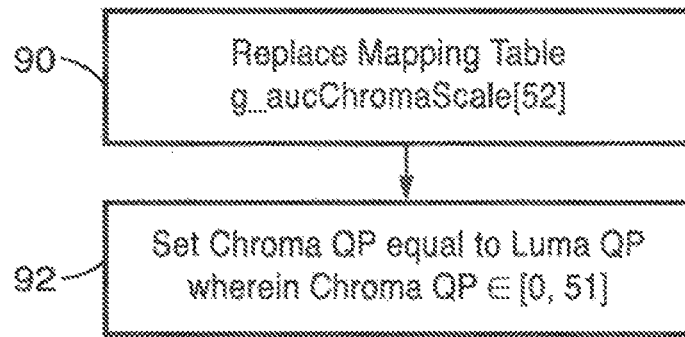 90
Replace Mapping Table
g_aucChromaScale[52]
92
Set Chroma QP equal to Luma QP
wherein Chroma QP ∈ [0, 51]